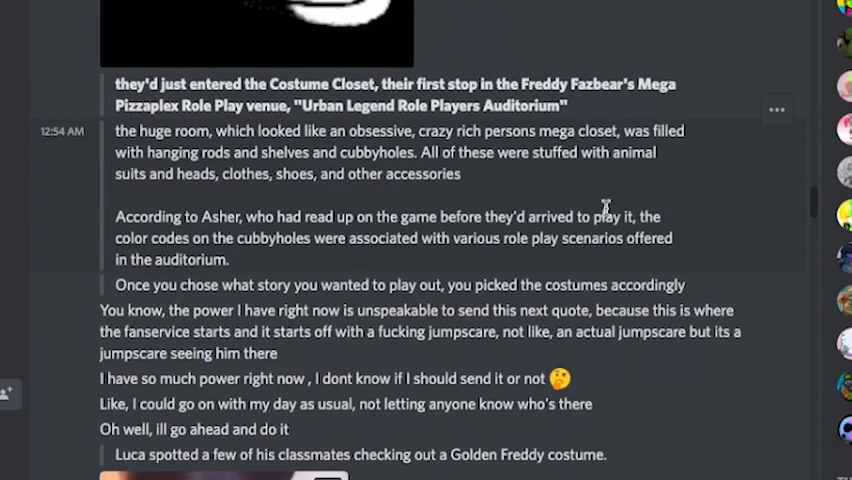 they'd just entered the Costume Closet, their first stop in the Freddy Fazbear's Mega
Pizzaplex Role Play venue, "Urban Legend Role Players Auditorium"
12:54 AM
the huge room, which looked like an obsessive, crazy rich persons mega closet, was filled
with hanging rods and shelves and cubbyholes. All of these were stuffed with animal
suits and heads, clothes, shoes, and other accessories
According to Asher, who had read up on the game before they'd arrived to play it, the
color codes on the cubbyholes were associated with various role play scenarios offered
in the auditorium.
Once you chose what story you wanted to play out, you picked the costumes accordingly
You know, the power I have right now is unspeakable to send this next quote, because this is where
the fanservice starts and it starts off with a fucking jumpscare, not like, an actual jumpscare but its a
jumpscare seeing him there
I have so much power right now , I dont know if I should send it or not 🤔
Like, I could go on with my day as usual, not letting anyone know who's there
Oh well, ill go ahead and do it
Luca spotted a few of his classmates checking out a Golden Freddy costume.